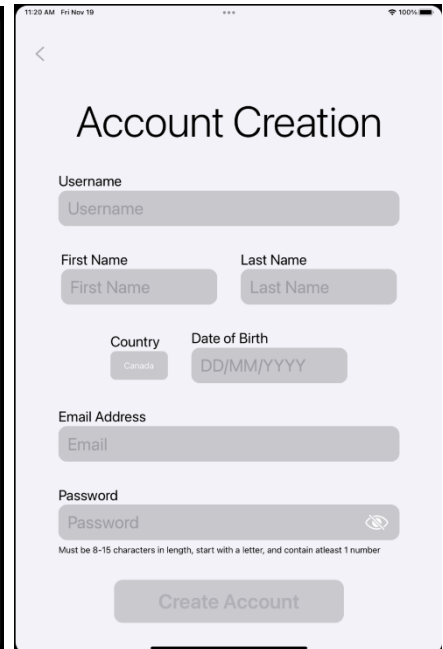 11:20 AM Fri Nov 19 100%
Account Creation
Username
Username
First Name Last Name
First Name Last Name
Country Date of Birth
Canada DD/MM/YYYY
Email Address
Email
Password
Password
Must be 8-15 characters in length, start with a letter, and contain atleast 1 number
Create Account